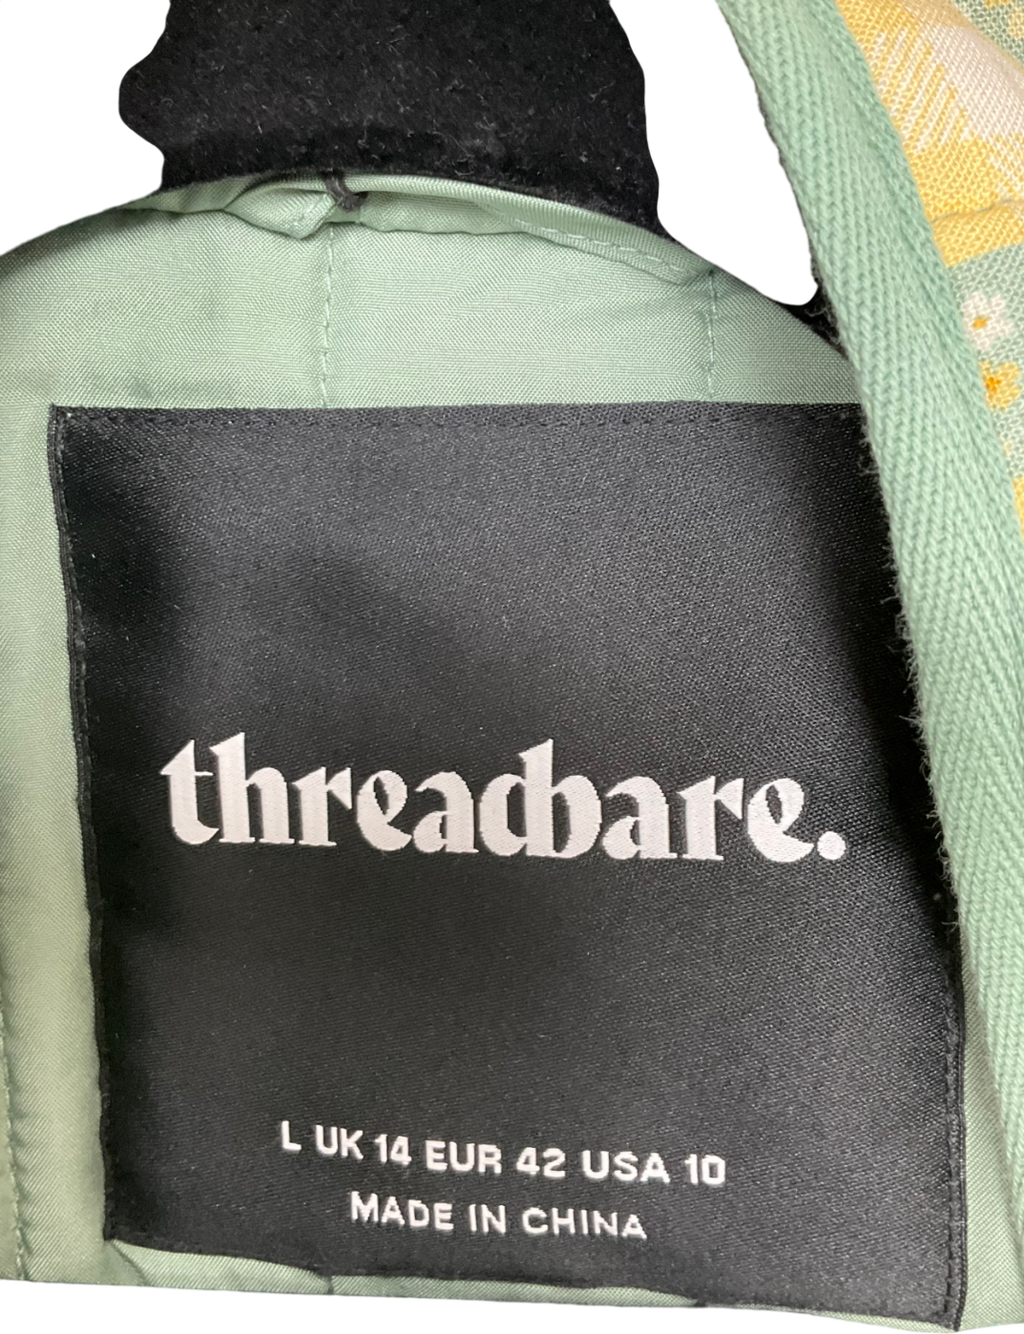 threadbare.
L UK 14 EUR 42 USA 10
MADE IN CHINA